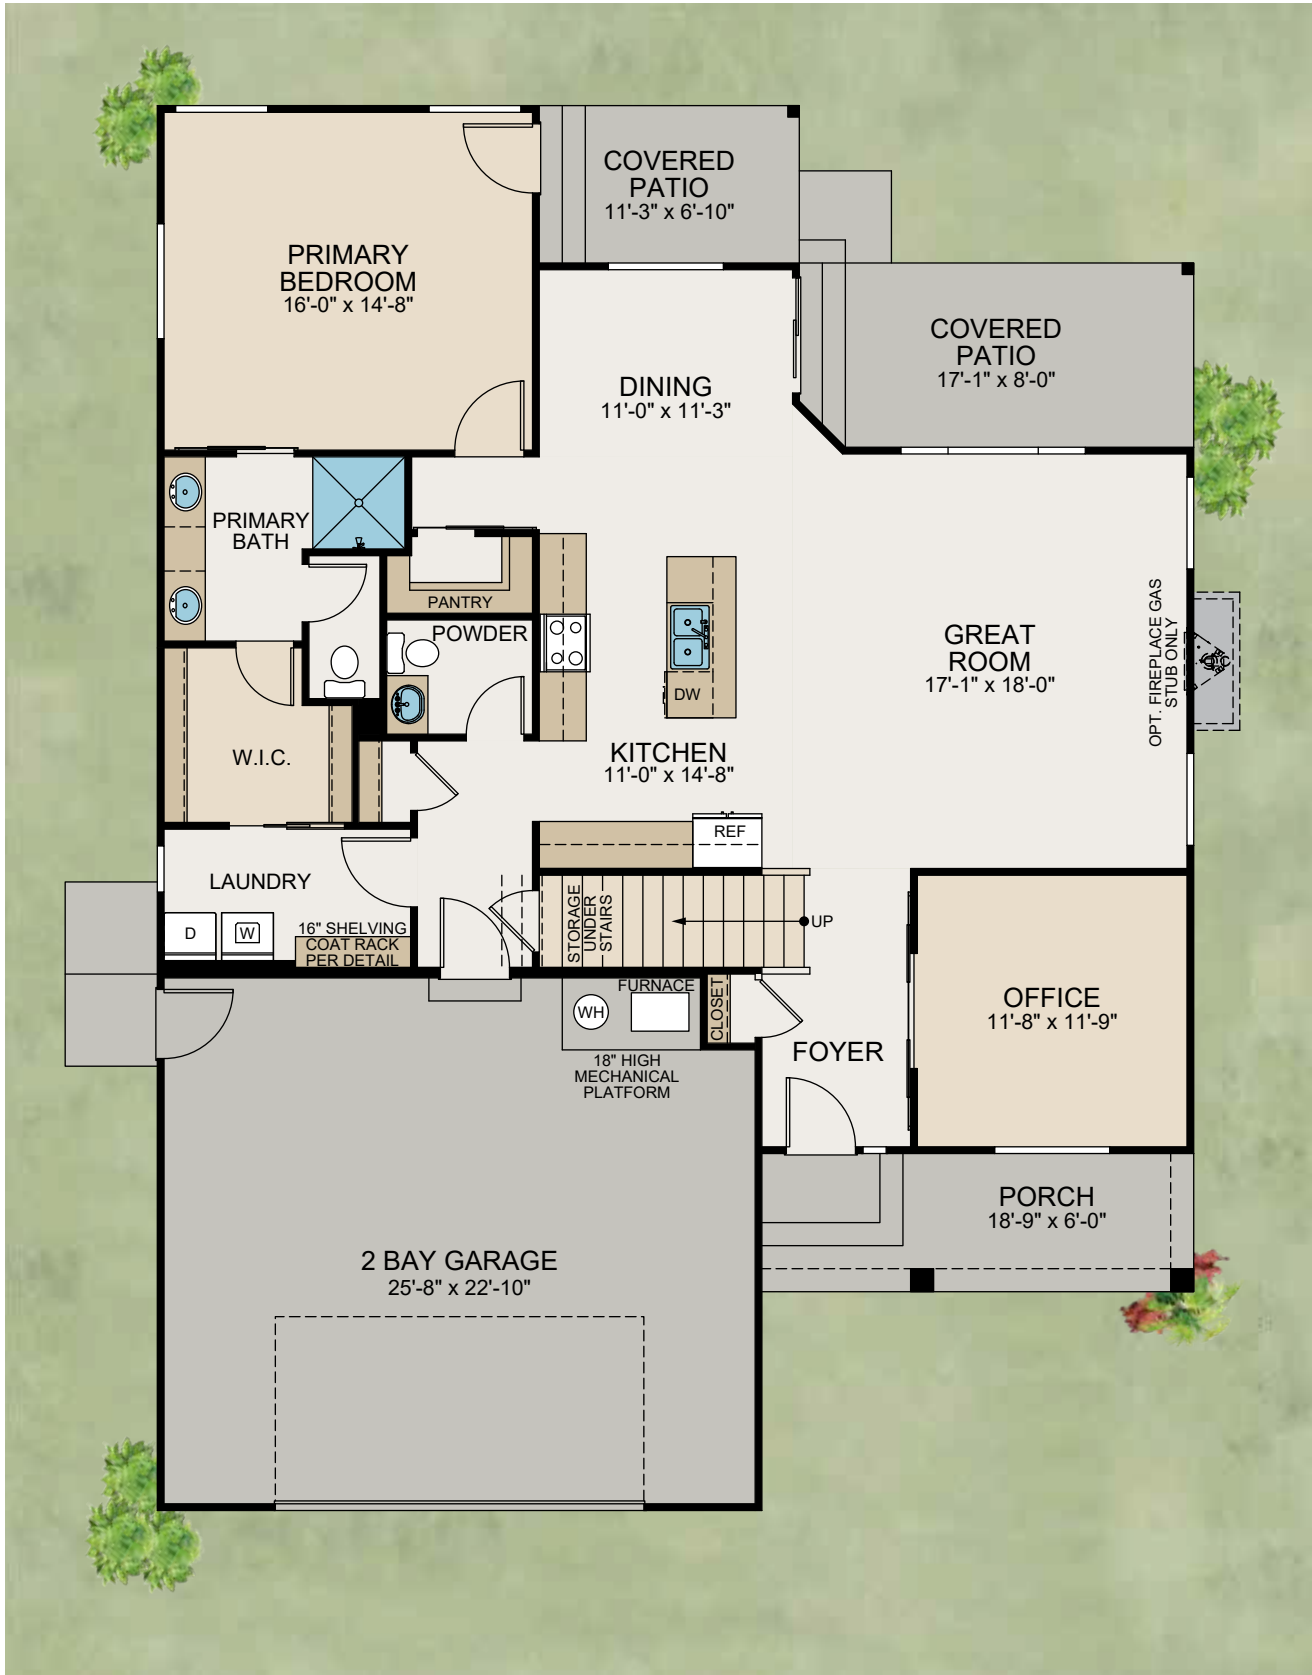 COVERED
PATIO
11'-3" x 6'-10"
PRIMARY
BEDROOM
16'-0" x 14'-8"
COVERED
PATIO
17'-1" x 8'-0"
DINING
11'-0" x 11'-3"
PRIMARY
BATH
PANTRY
POWDER
GREAT
ROOM
17'-1" x 18'-0"
OPT. FIREPLACE GAS
STUB ONLY
DW
W.I.C.
KITCHEN
11'-0" x 14'-8"
REF
LAUNDRY
D
W
16" SHELVING
COAT RACK
PER DETAIL
STORAGE
UNDER
STAIRS
UP
FURNACE
WH
CLOSET
18" HIGH
MECHANICAL
PLATFORM
FOYER
OFFICE
11'-8" x 11'-9"
PORCH
18'-9" x 6'-0"
2 BAY GARAGE
25'-8" x 22'-10"